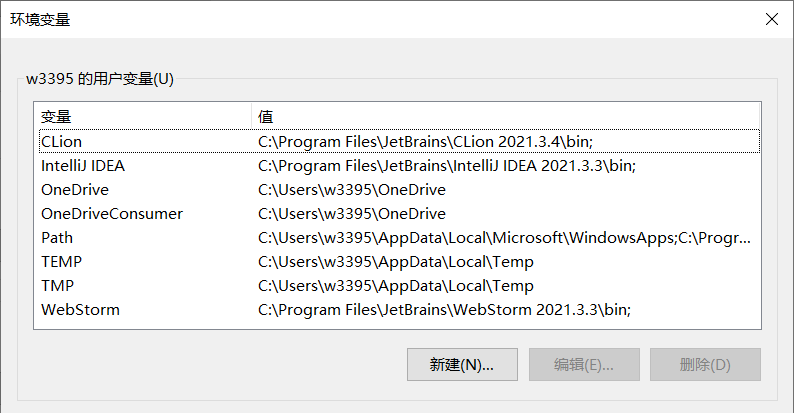 环境变量
w3395 的用户变量(U)
变量 值
CLion C:\Program Files\JetBrains\CLion 2021.3.4\bin;
IntelliJ IDEA C:\Program Files\JetBrains\IntelliJ IDEA 2021.3.3\bin;
OneDrive C:\Users\w3395\OneDrive
OneDriveConsumer C:\Users\w3395\OneDrive
Path C:\Users\w3395\AppData\Local\Microsoft\WindowsApps;C:\Progr...
TEMP C:\Users\w3395\AppData\Local\Temp
TMP C:\Users\w3395\AppData\Local\Temp
WebStorm C:\Program Files\JetBrains\WebStorm 2021.3.3\bin;
新建(N)... 编辑(E)... 删除(D)